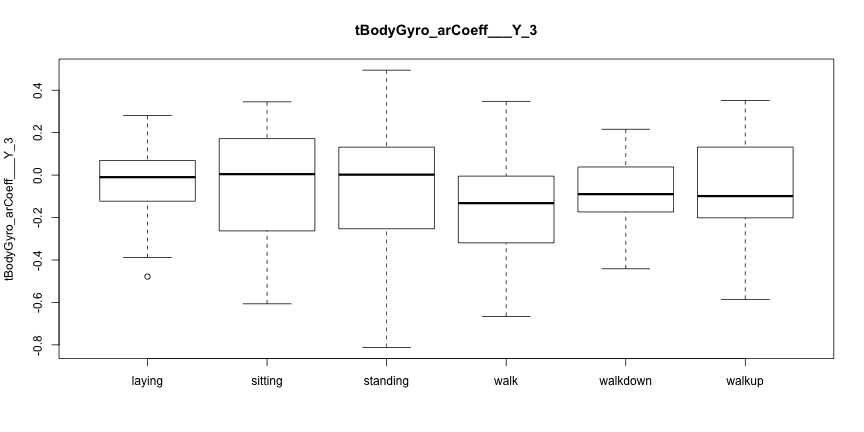 tBodyGyro_arCoeff___Y_3
tBodyGyro_arCoeff___Y_3
0.4
0.2
0.0
-0.2
-0.4
-0.6
-0.8
laying sitting standing walk walkdown walkup